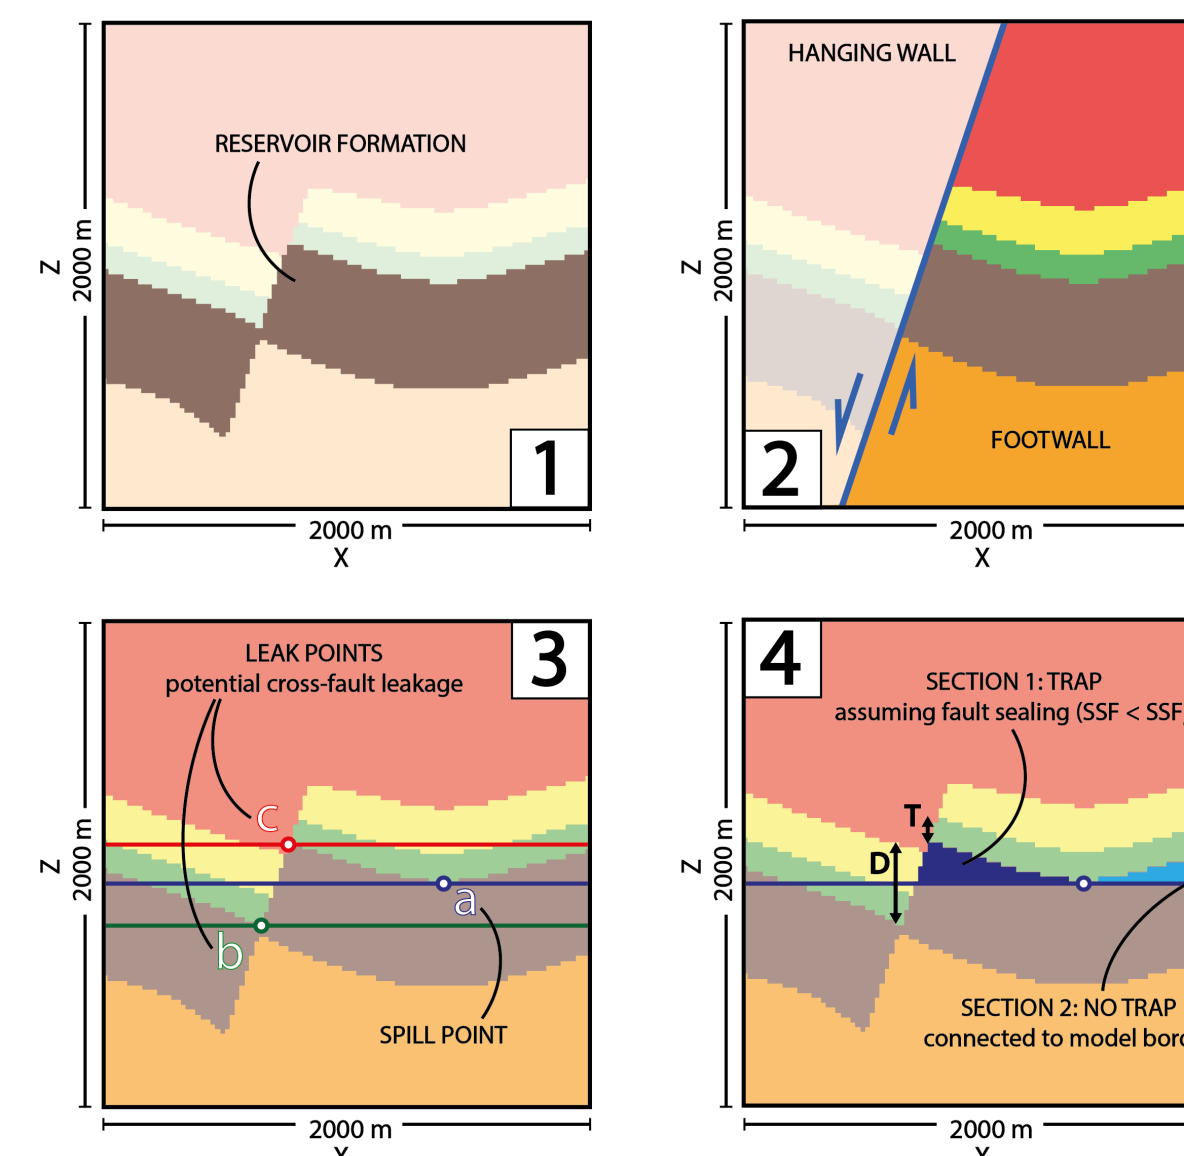 RESERVOIR FORMATION
Z
2000 m
1
2000 m
X
HANGING WALL
Z
2000 m
FOOTWALL
2
2000 m
X
3
LEAK POINTS
potential cross-fault leakage
c
Z
2000 m
a
b
SPILL POINT
2000 m
4
SECTION 1: TRAP
assuming fault sealing (SSF < SSF
T
D
Z
2000 m
SECTION 2: NO TRAP
connected to model
2000 m